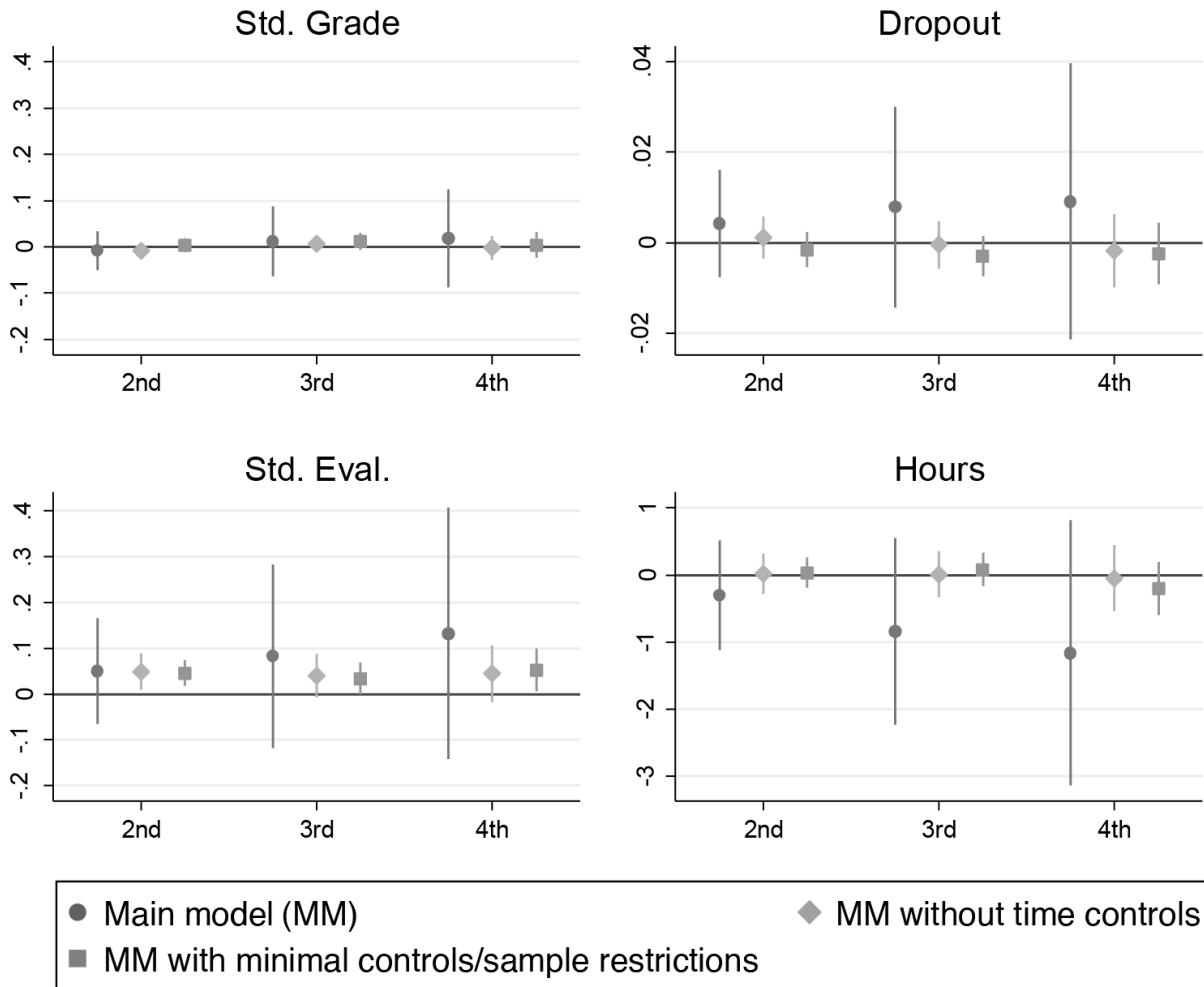 Std. Grade
.4
.3
.2
.1
0
-.1
-.2
2nd 3rd 4th
Dropout
.04
.02
0
-.02
2nd 3rd 4th
Std. Eval.
.4
.3
.2
.1
0
-.1
-.2
2nd 3rd 4th
Hours
1
0
-1
-2
-3
2nd 3rd 4th
Main model (MM) MM without time controls
MM with minimal controls/sample restrictions